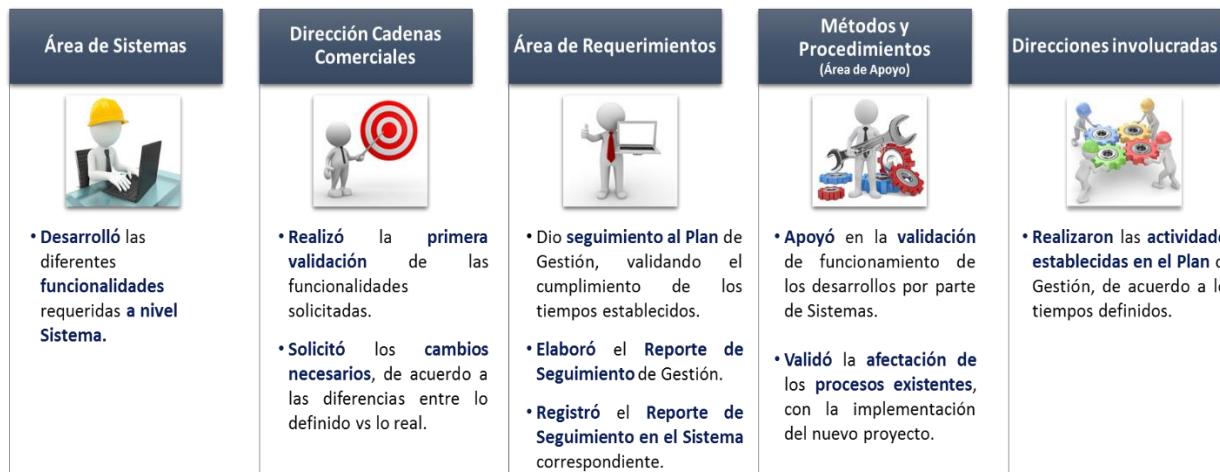 Área de Sistemas
• Desarrolló las
diferentes
funcionalidades
requeridas a nivel
Sistema.
Dirección Cadenas
Comerciales
• Realizó la primera
validación de las
funcionalidades
solicitadas.
• Solicitó los cambios
necesarios, de acuerdo a
las diferencias entre lo
definido vs lo real.
Área de Requerimientos
• Dio seguimiento al Plan de
Gestión, validando el
cumplimiento de los
tiempos establecidos.
• Elaboró el Reporte de
Seguimiento de Gestión.
• Registró el Reporte de
Seguimiento en el Sistema
correspondiente.
Métodos y
Procedimientos
(Área de Apoyo)
• Apoyó en la validación
de funcionamiento de
los desarrollos por parte
de Sistemas.
• Validó la afectación de
los procesos existentes,
con la implementación
del nuevo proyecto.
Direcciones involucradas
• Realizaron las
establecidas en el Plan
Gestión, de acuerdo a
tiempos definidos.